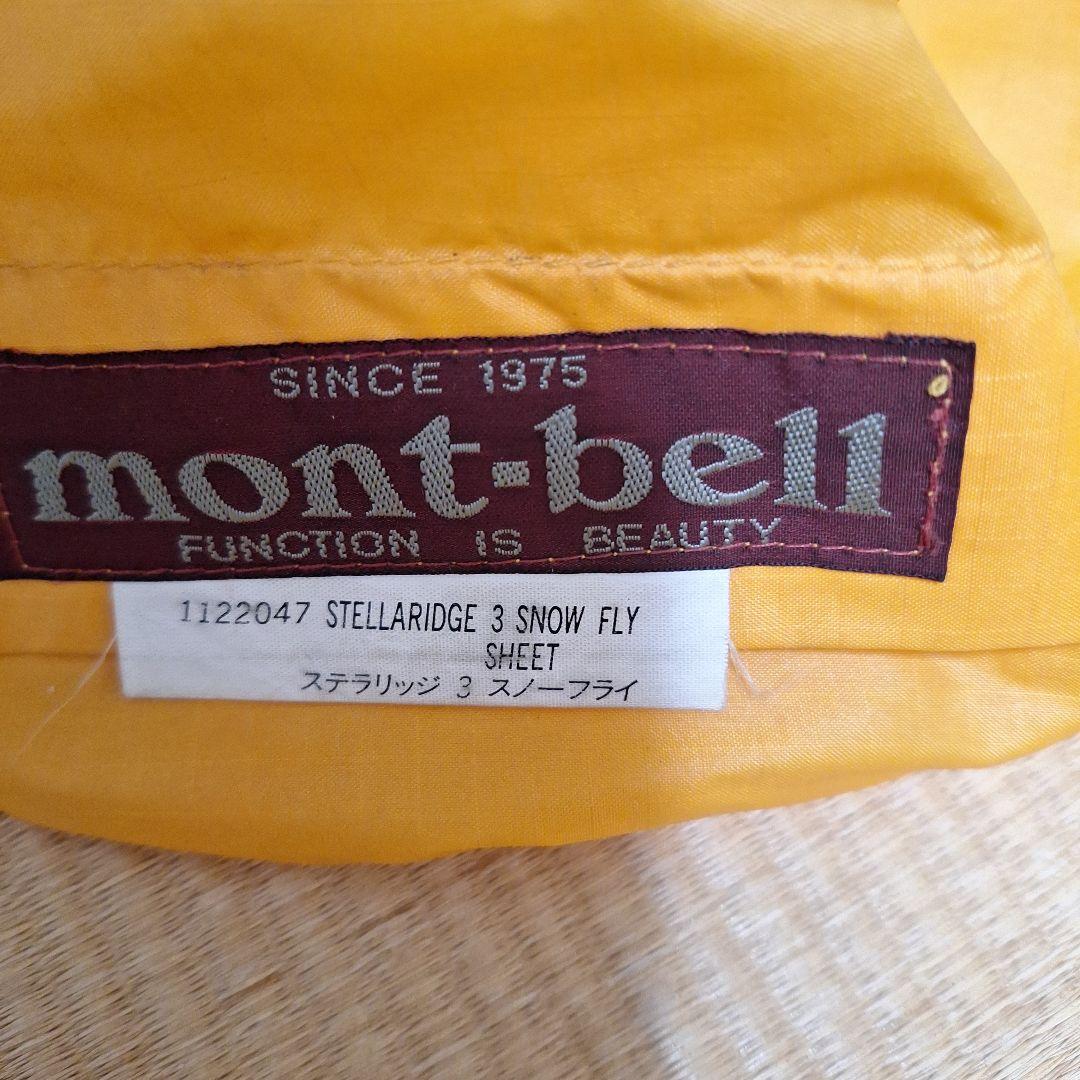 SINCE 1975
mont-bell
FUNCTION IS BEAUTY
1122047 STELLARIDGE 3 SNOW FLY
SHEET
ステラリッジ 3 スノーフライ